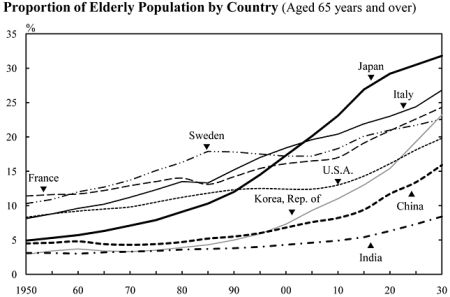 Proportion of Elderly Population by Country (Aged 65 years and over)
%
35
30
25
20
15
10
5
0
Japan
Italy
Sweden
France
U.S.A.
Korea, Rep. of
China
India
1950 60 70 80 90 00 10 20 30